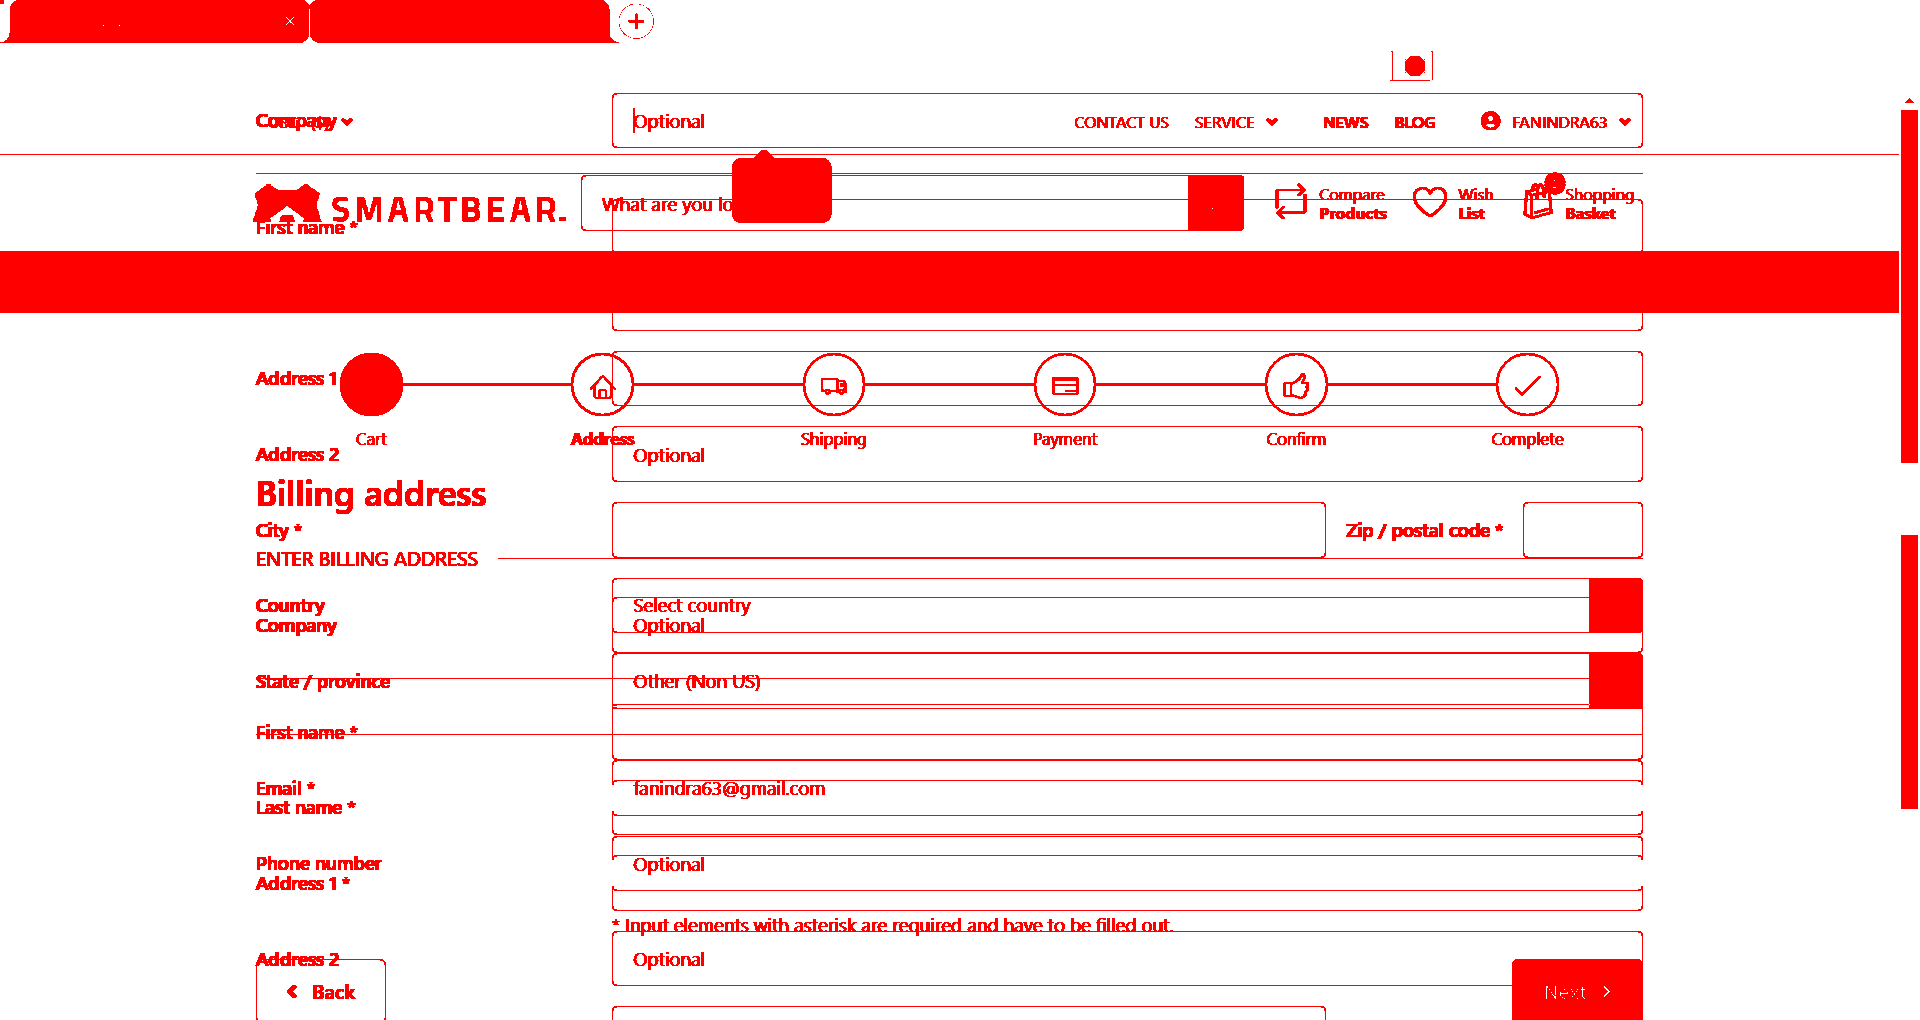 Company
Optional
CONTACT US SERVICE NEWS BLOG FANINDRA63
SMARTBEAR.
What are you lo
Compare
Products
Wish
List
Shopping
Basket
First name *
Address 1
Cart
Address
Shipping
Payment
Confirm
Complete
Address 2
Optional
Billing address
City *
Zip / postal code *
ENTER BILLING ADDRESS
Country
Select country
Company
Optional
State / province
Other (Non US)
First name *
Email *
fanindra63@gmail.com
Last name *
Phone number
Optional
Address 1 *
* Input elements with asterisk are required and have to be filled out.
Address 2
Optional
Back
Next